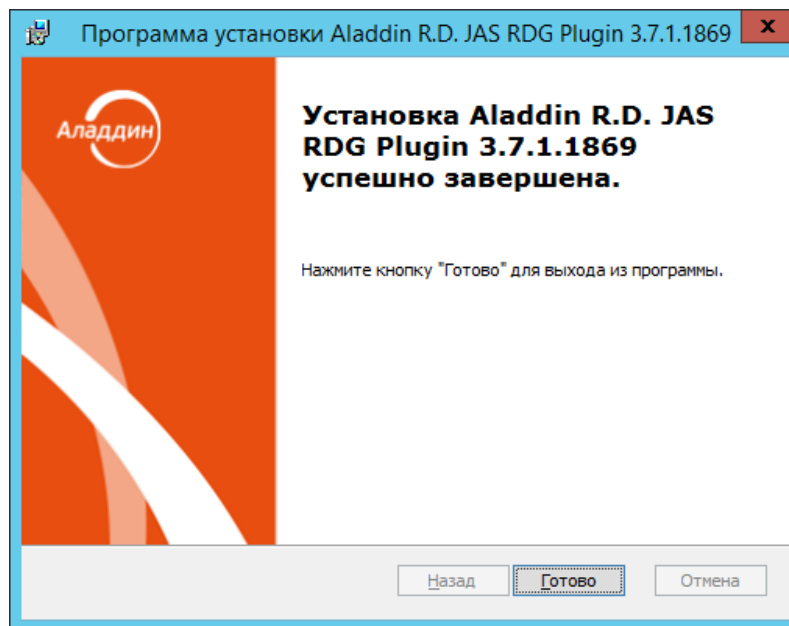 Программа установки Aladdin R.D. JAS RDG Plugin 3.7.1.1869
x
Аладдин
Установка Aladdin R.D. JAS
RDG Plugin 3.7.1.1869
успешно завершена.
Нажмите кнопку "Готово" для выхода из программы.
Назад Готово Отмена